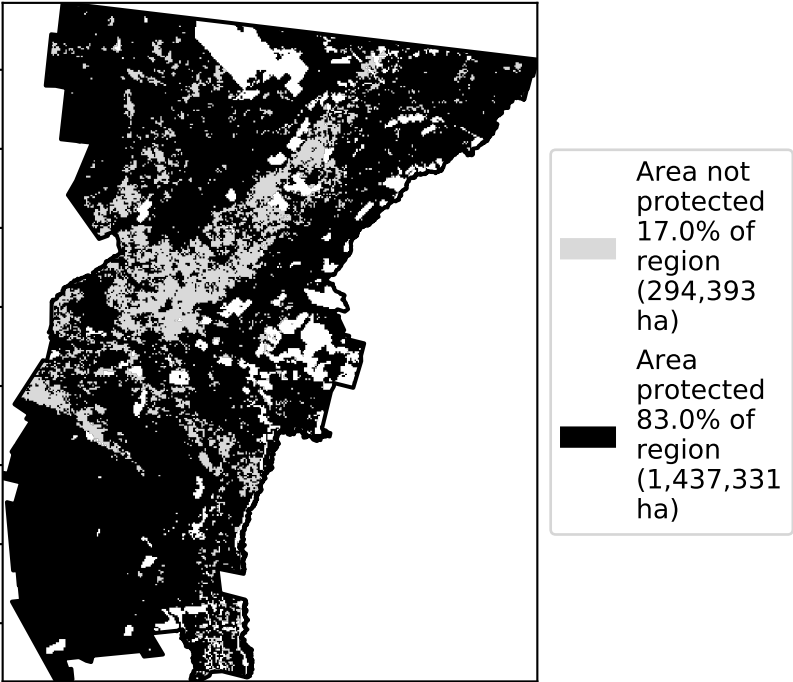 Area not
protected
17.0% of
region
(294,393
ha)
Area
protected
83.0% of
region
(1,437,331
ha)